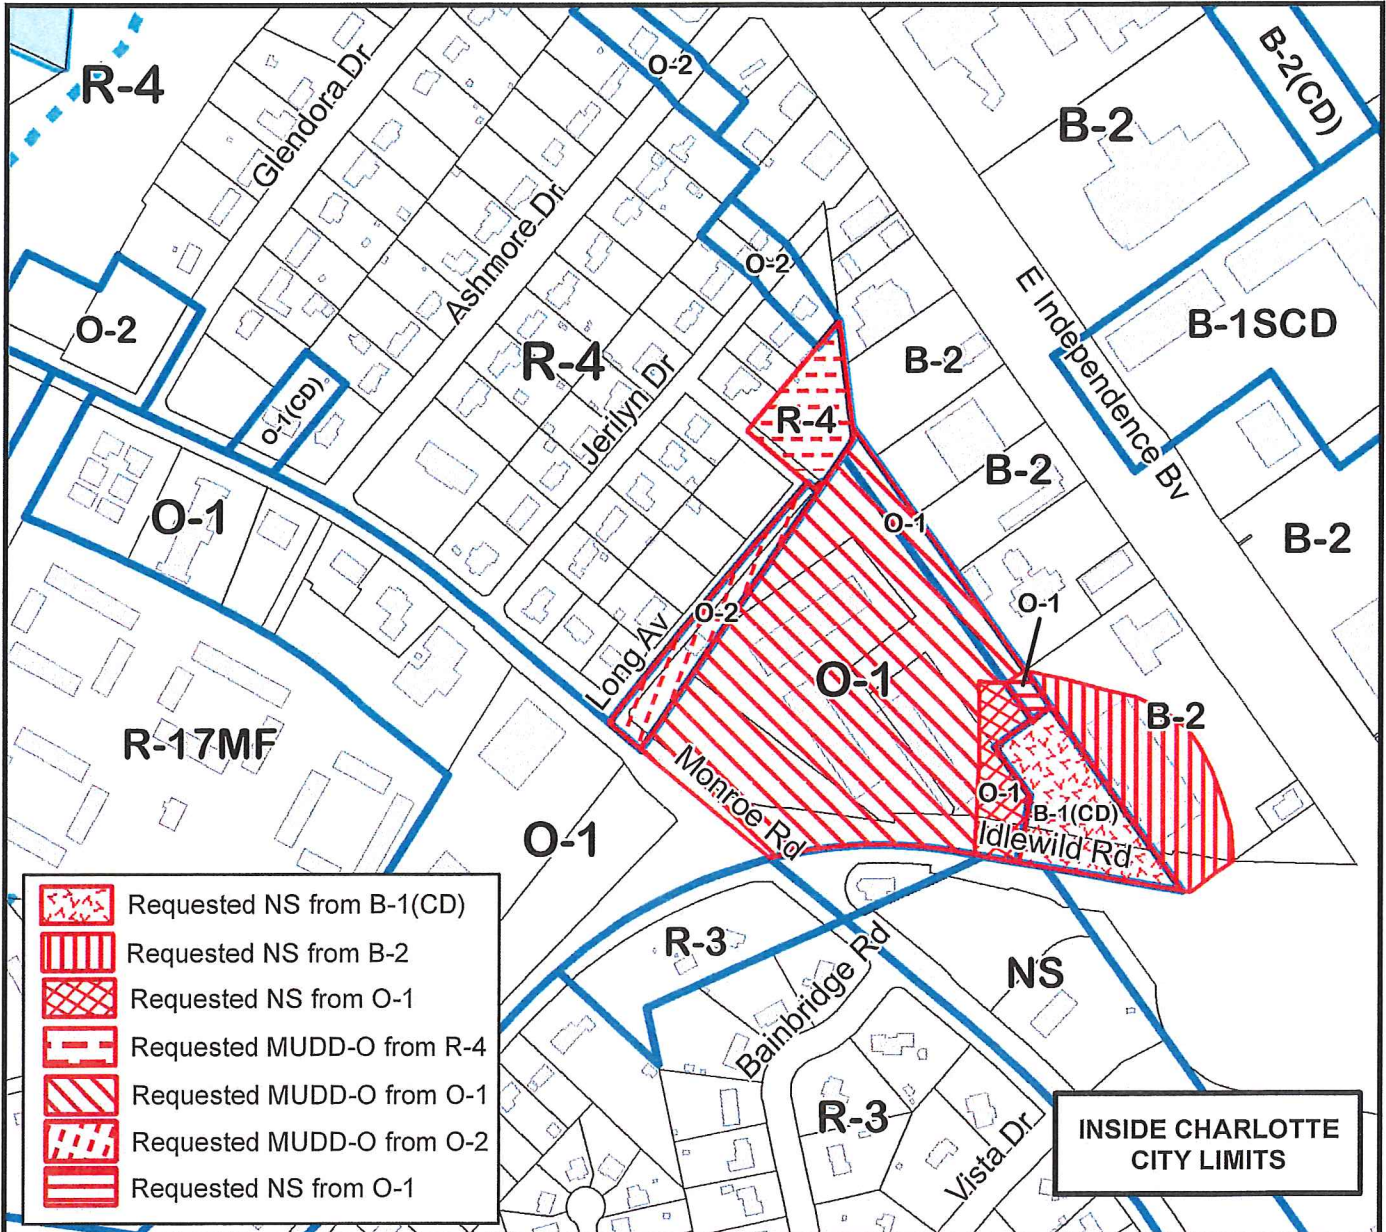 R-4
Glendora Dr
O-2
B-2
B-2(CD)
Ashmore Dr
O-2
E Independence Bv
B-1SCD
O-2
R-4
B-2
O-1(CD)
Jerilyn Dr
R-4
B-2
O-1
O-1
B-2
O-2
O-1
Long Av
O-1
B-2
R-17MF
Monroe Rd
O-1
B-1(CD)
O-1
Idlewild Rd
R-3
Bainbridge Rd
NS
R-3
Vista Dr
Requested NS from B-1(CD)
Requested NS from B-2
Requested NS from O-1
Requested MUDD-O from R-4
Requested MUDD-O from O-1
Requested MUDD-O from O-2
Requested NS from O-1
INSIDE CHARLOTTE
CITY LIMITS